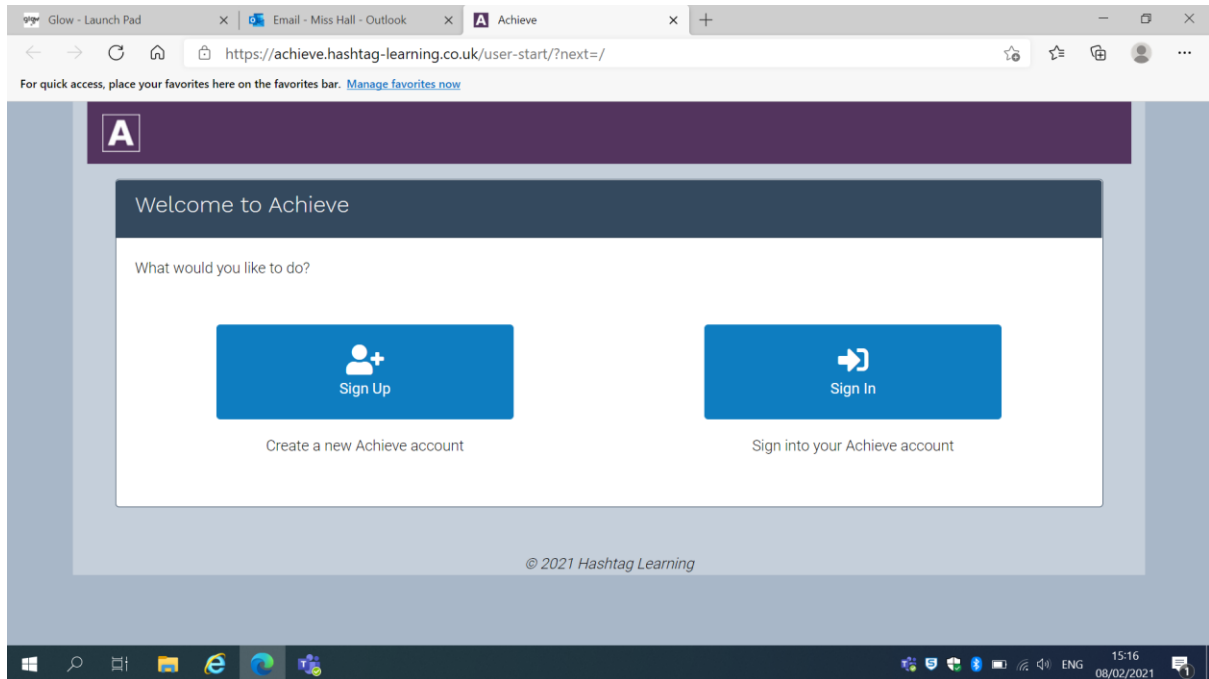 glow Glow - Launch Pad
Email - Miss Hall - Outlook
A Achieve
https://achieve.hashtag-learning.co.uk/user-start/?next=/
For quick access, place your favorites here on the favorites bar. Manage favorites now
A
Welcome to Achieve
What would you like to do?
Sign Up
Sign In
Create a new Achieve account
Sign into your Achieve account
© 2021 Hashtag Learning
ENG
15:16
08/02/2021
1